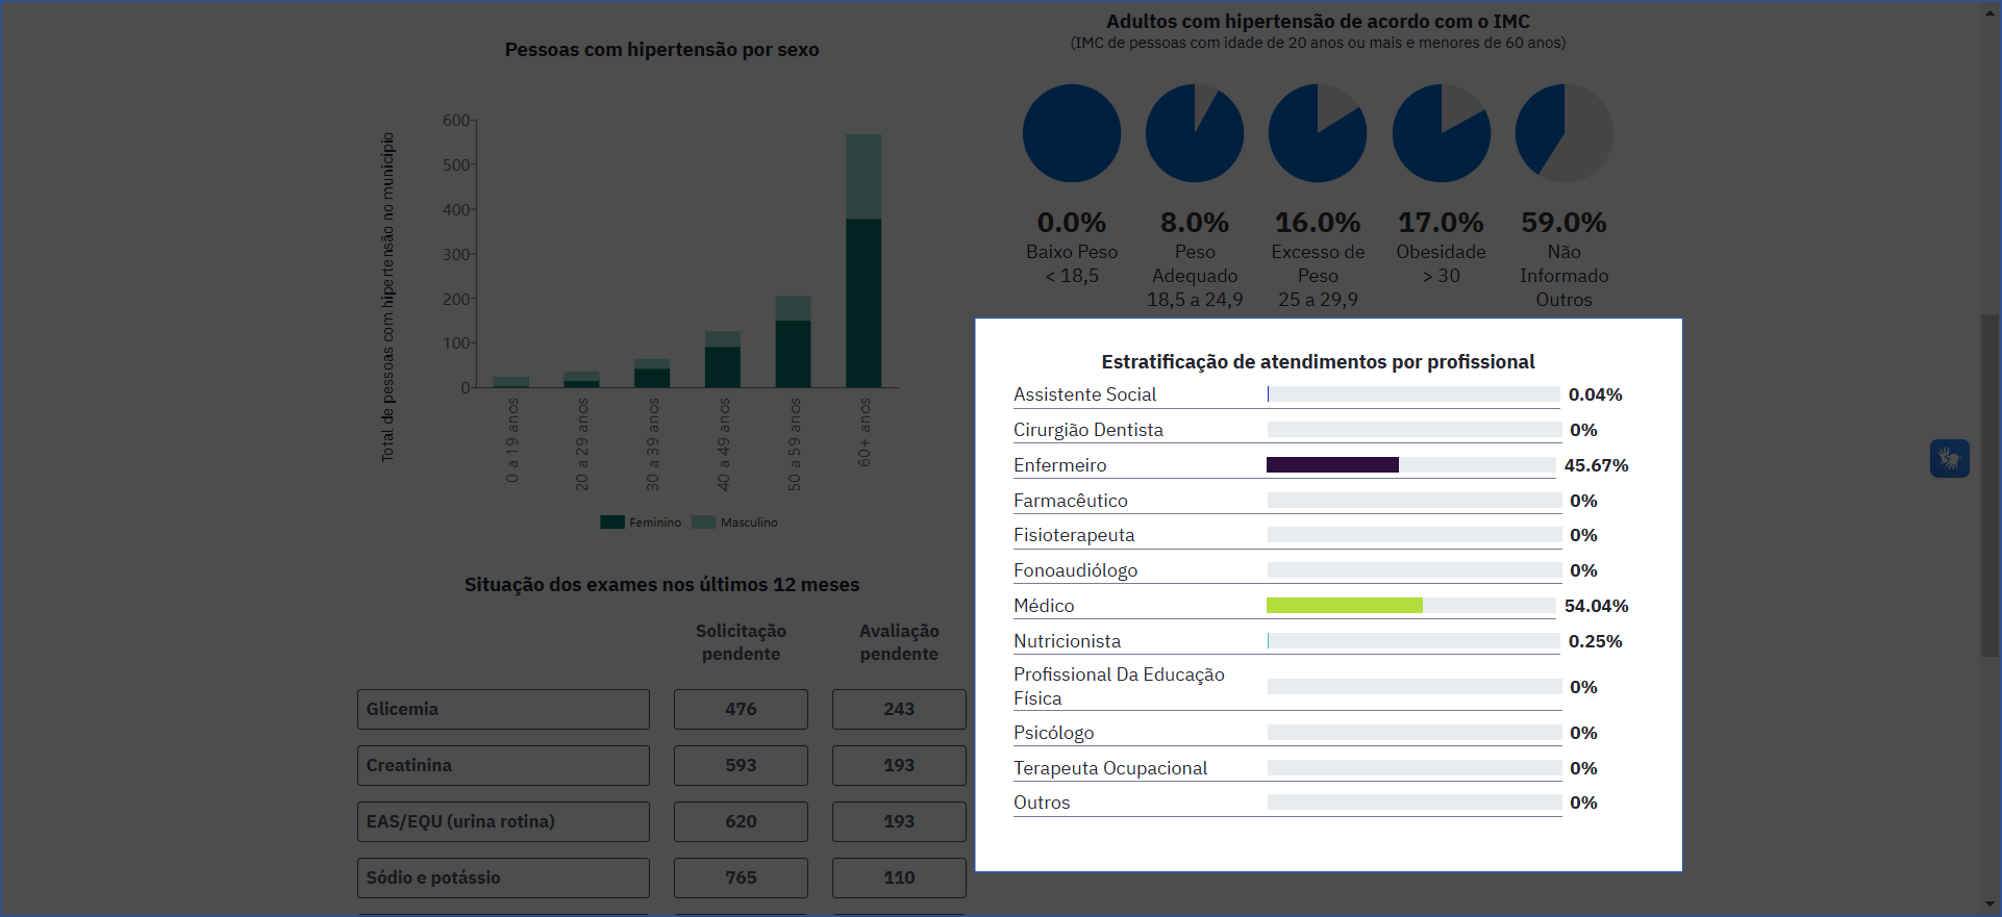 Pessoas com hipertensão por sexo
Total de pessoas com hipertensão no município
600
500
400
300
200
100
0
0 a 19 anos
20 a 29 anos
30 a 39 anos
40 a 49 anos
50 a 59 anos
60+ anos
Feminino Masculino
Adultos com hipertensão de acordo com o IMC
(IMC de pessoas com idade de 20 anos ou mais e menores de 60 anos)
0.0% 8.0% 16.0% 17.0% 59.0%
Baixo Peso Peso Excesso de Obesidade Não
< 18,5 Adequado Peso > 30 Informado
18,5 a 24,9 25 a 29,9 Outros
Situação dos exames nos últimos 12 meses
Solicitação Avaliação
pendente pendente
Glicemia 476 243
Creatinina 593 193
EAS/EQU (urina rotina) 620 193
Sódio e potássio 765 110
Estratificação de atendimentos por profissional
Assistente Social 0.04%
Cirurgião Dentista 0%
Enfermeiro 45.67%
Farmacêutico 0%
Fisioterapeuta 0%
Fonoaudiólogo 0%
Médico 54.04%
Nutricionista 0.25%
Profissional Da Educação
Física 0%
Psicólogo 0%
Terapeuta Ocupacional 0%
Outros 0%